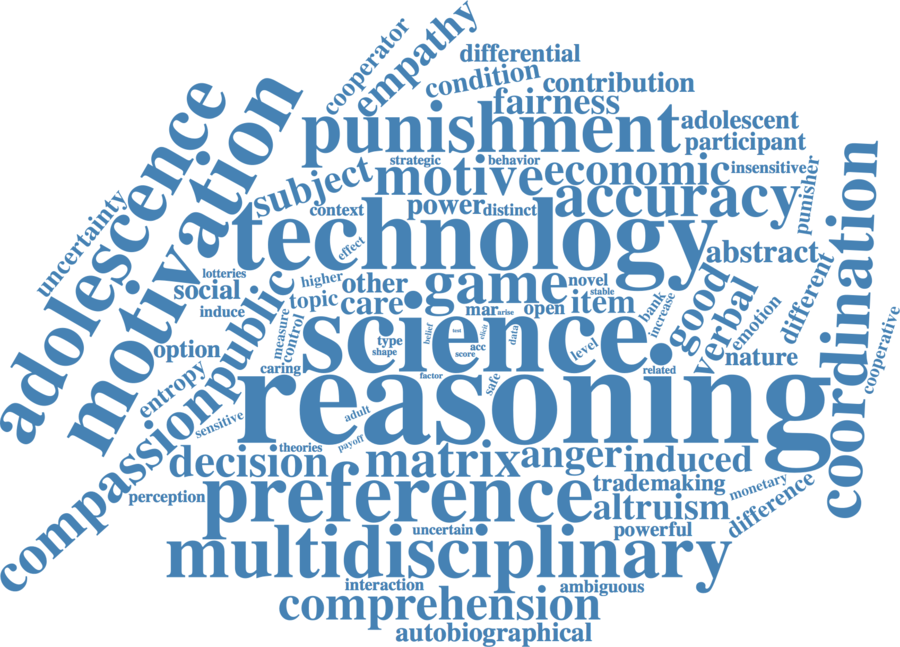 cooperator
empathy
differential
condition
contribution
fairness
punishment
adolescent
participant
adolescence
motivation
strategic
behavior
subject
motive
economic
insensitive
punisher
coordination
uncertainty
context
power
distinct
accuracy
technology
effect
abstract
lotteries
social
higher
other
game
novel
stable
good
verbal
different
induce
public
topic
care
mar
arise
open
item
bank
increase
emotion
cooperative
measure
control
science
type
shape
belief
test
acc
score
elicit
data
level
nature
option
caring
related
entropy
compassion
factor
safe
reasoning
sensitive
adult
payoff
theories
decision
matrix
anger
induced
perception
preference
trade
making
monetary
altruism
difference
uncertain
powerful
multidisciplinary
interaction
ambiguous
comprehension
autobiographical